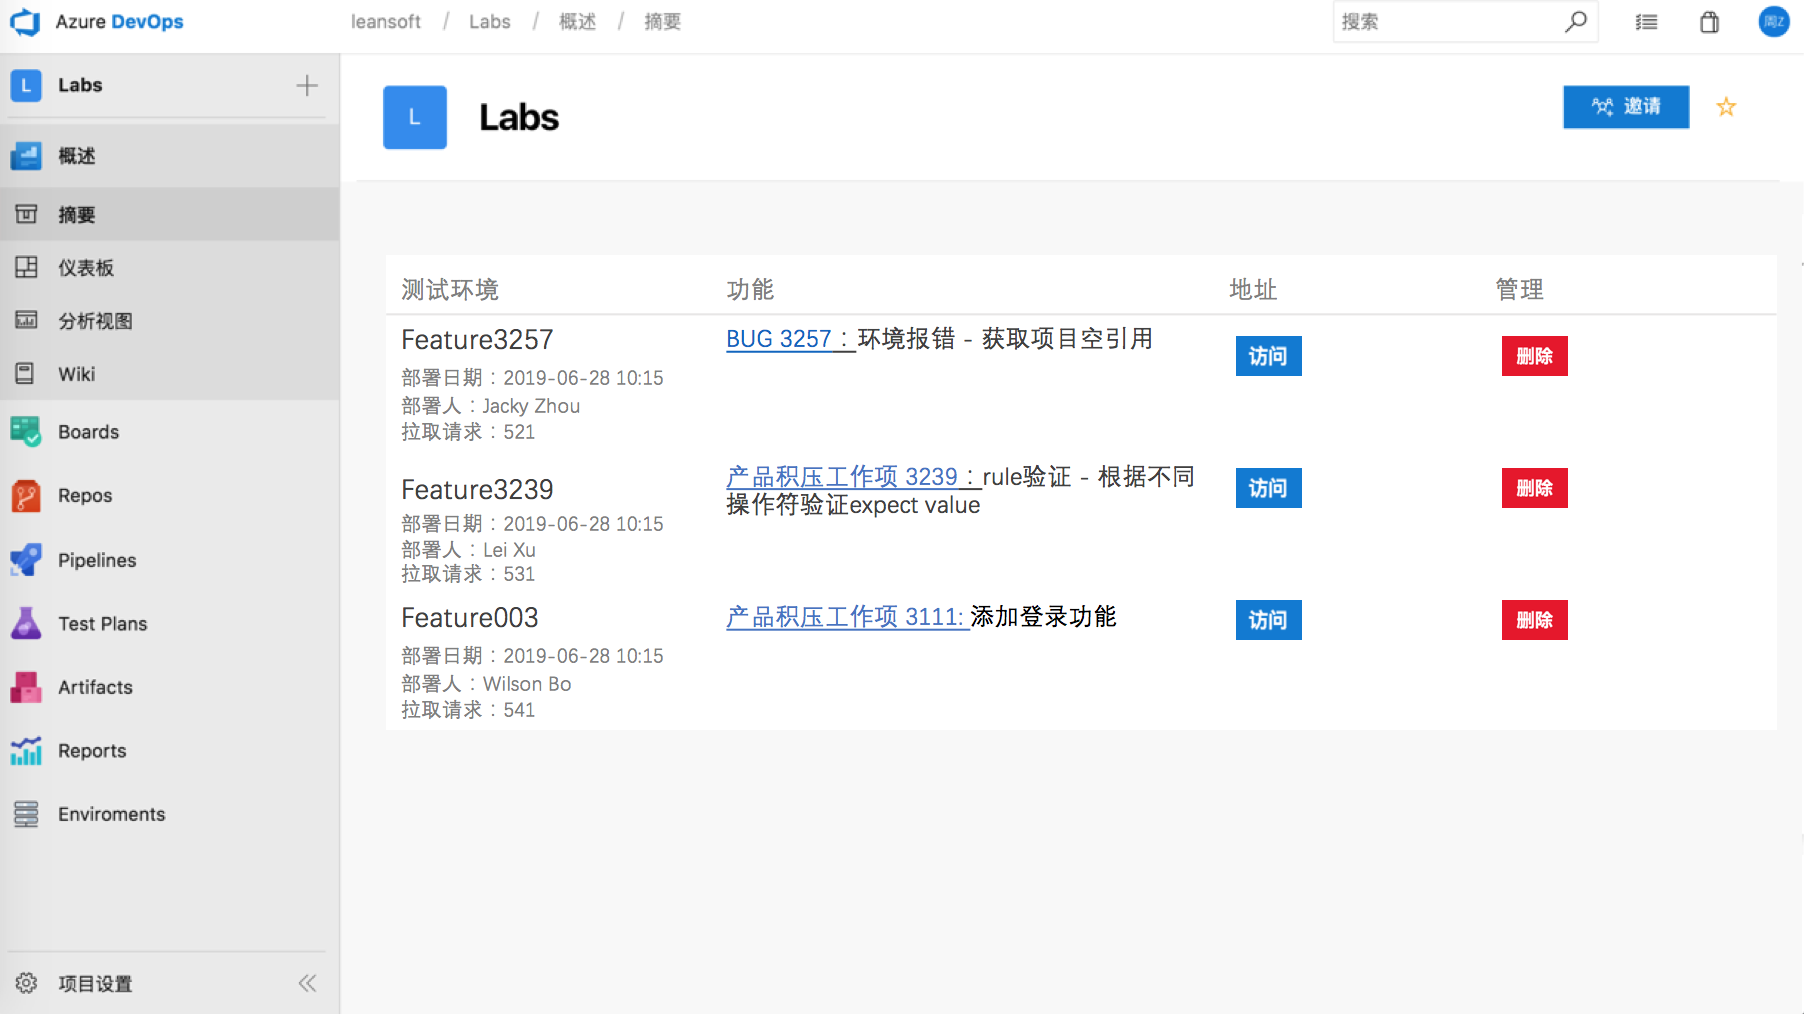 Azure DevOps
leansoft / Labs / 概述 / 摘要
搜索
周Z
L Labs
概述
摘要
仪表板
分析视图
Wiki
Boards
Repos
Pipelines
Test Plans
Artifacts
Reports
Enviroments
项目设置
L
Labs
邀请
测试环境 功能 地址 管理
Feature3257
部署日期：2019-06-28 10:15
部署人：Jacky Zhou
拉取请求：521
BUG 3257：环境报错 - 获取项目空引用
访问
删除
Feature3239
部署日期：2019-06-28 10:15
部署人：Lei Xu
拉取请求：531
产品积压工作项 3239：rule验证 - 根据不同
操作符验证expect value
访问
删除
Feature003
部署日期：2019-06-28 10:15
部署人：Wilson Bo
拉取请求：541
产品积压工作项 3111: 添加登录功能
访问
删除